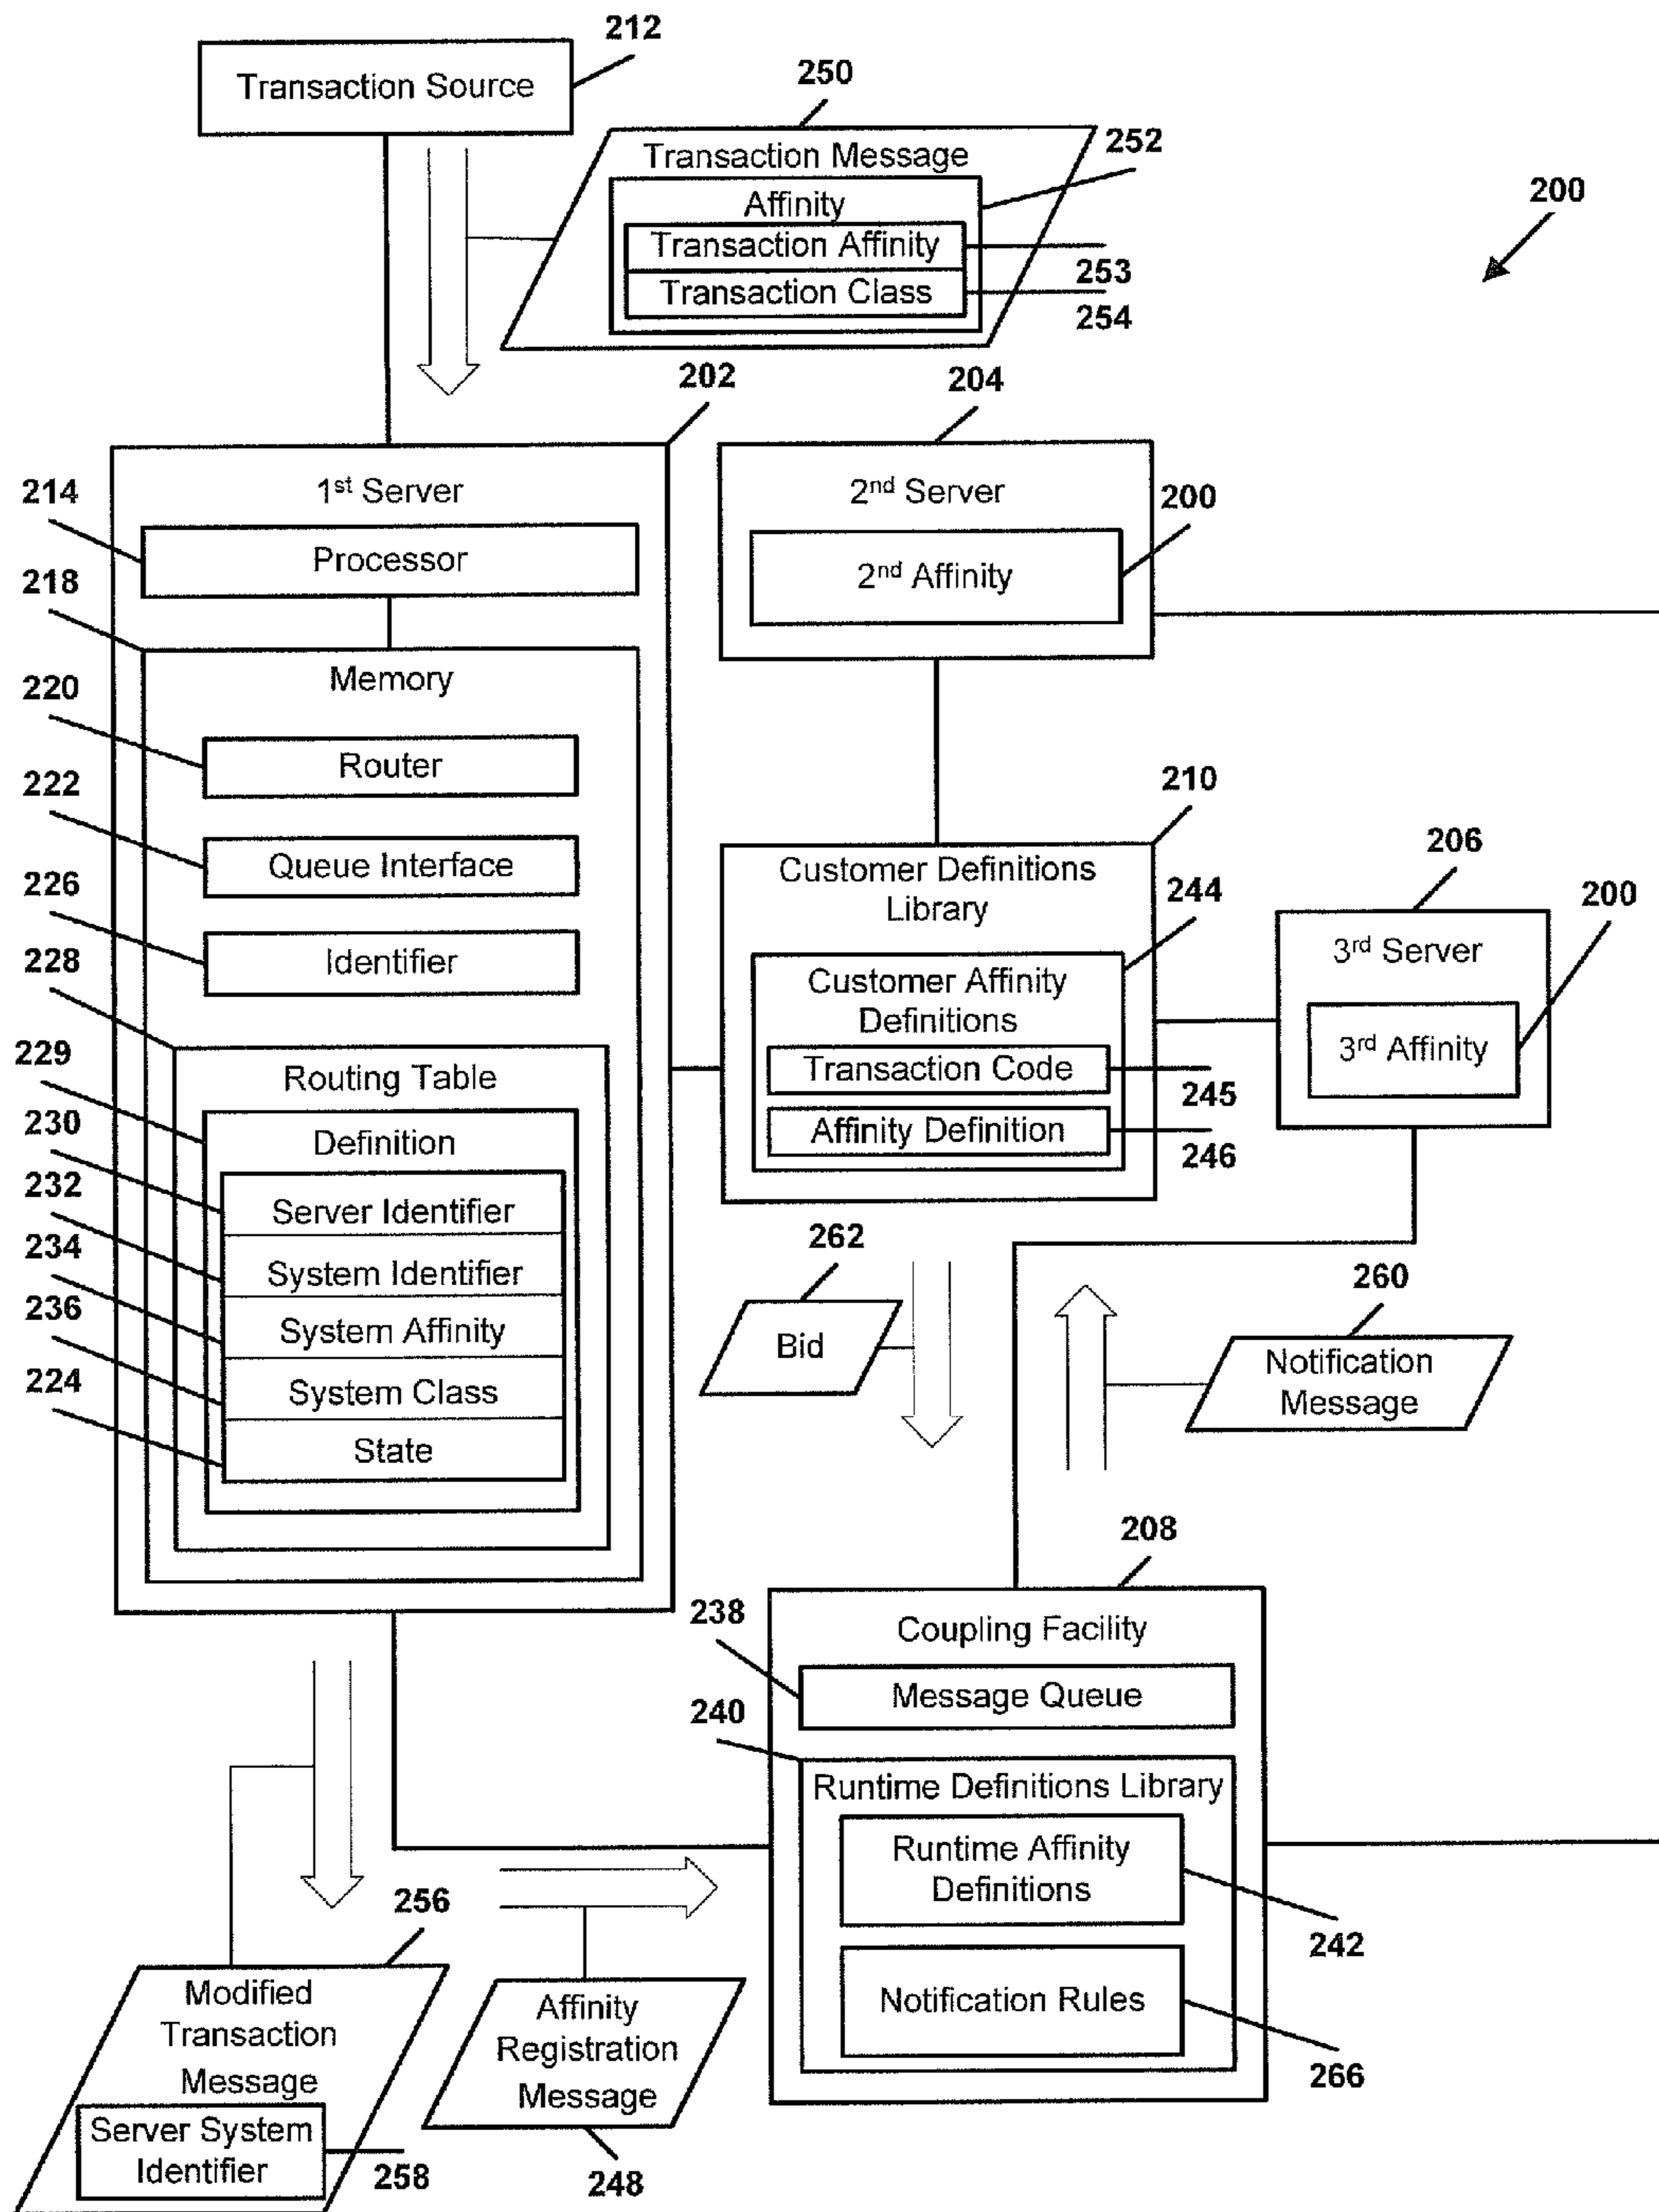 212
Transaction Source
250
Transaction Message
252
Affinity
Transaction Affinity
253
Transaction Class
254
200
202
204
1st Server
214
Processor
218
Memory
220
Router
222
Queue Interface
226
Identifier
228
Routing Table
229
Definition
230
Server Identifier
232
System Identifier
234
System Affinity
236
System Class
224
State
2nd Server
200
2nd Affinity
210
Customer Definitions
Library
244
Customer Affinity
Definitions
Transaction Code
245
Affinity Definition
246
206
200
3rd Server
3rd Affinity
262
Bid
260
Notification
Message
208
Coupling Facility
238
Message Queue
240
Runtime Definitions Library
Runtime Affinity
Definitions
242
Notification Rules
266
256
Modified
Transaction
Message
Server System
Identifier
258
Affinity
Registration
Message
248